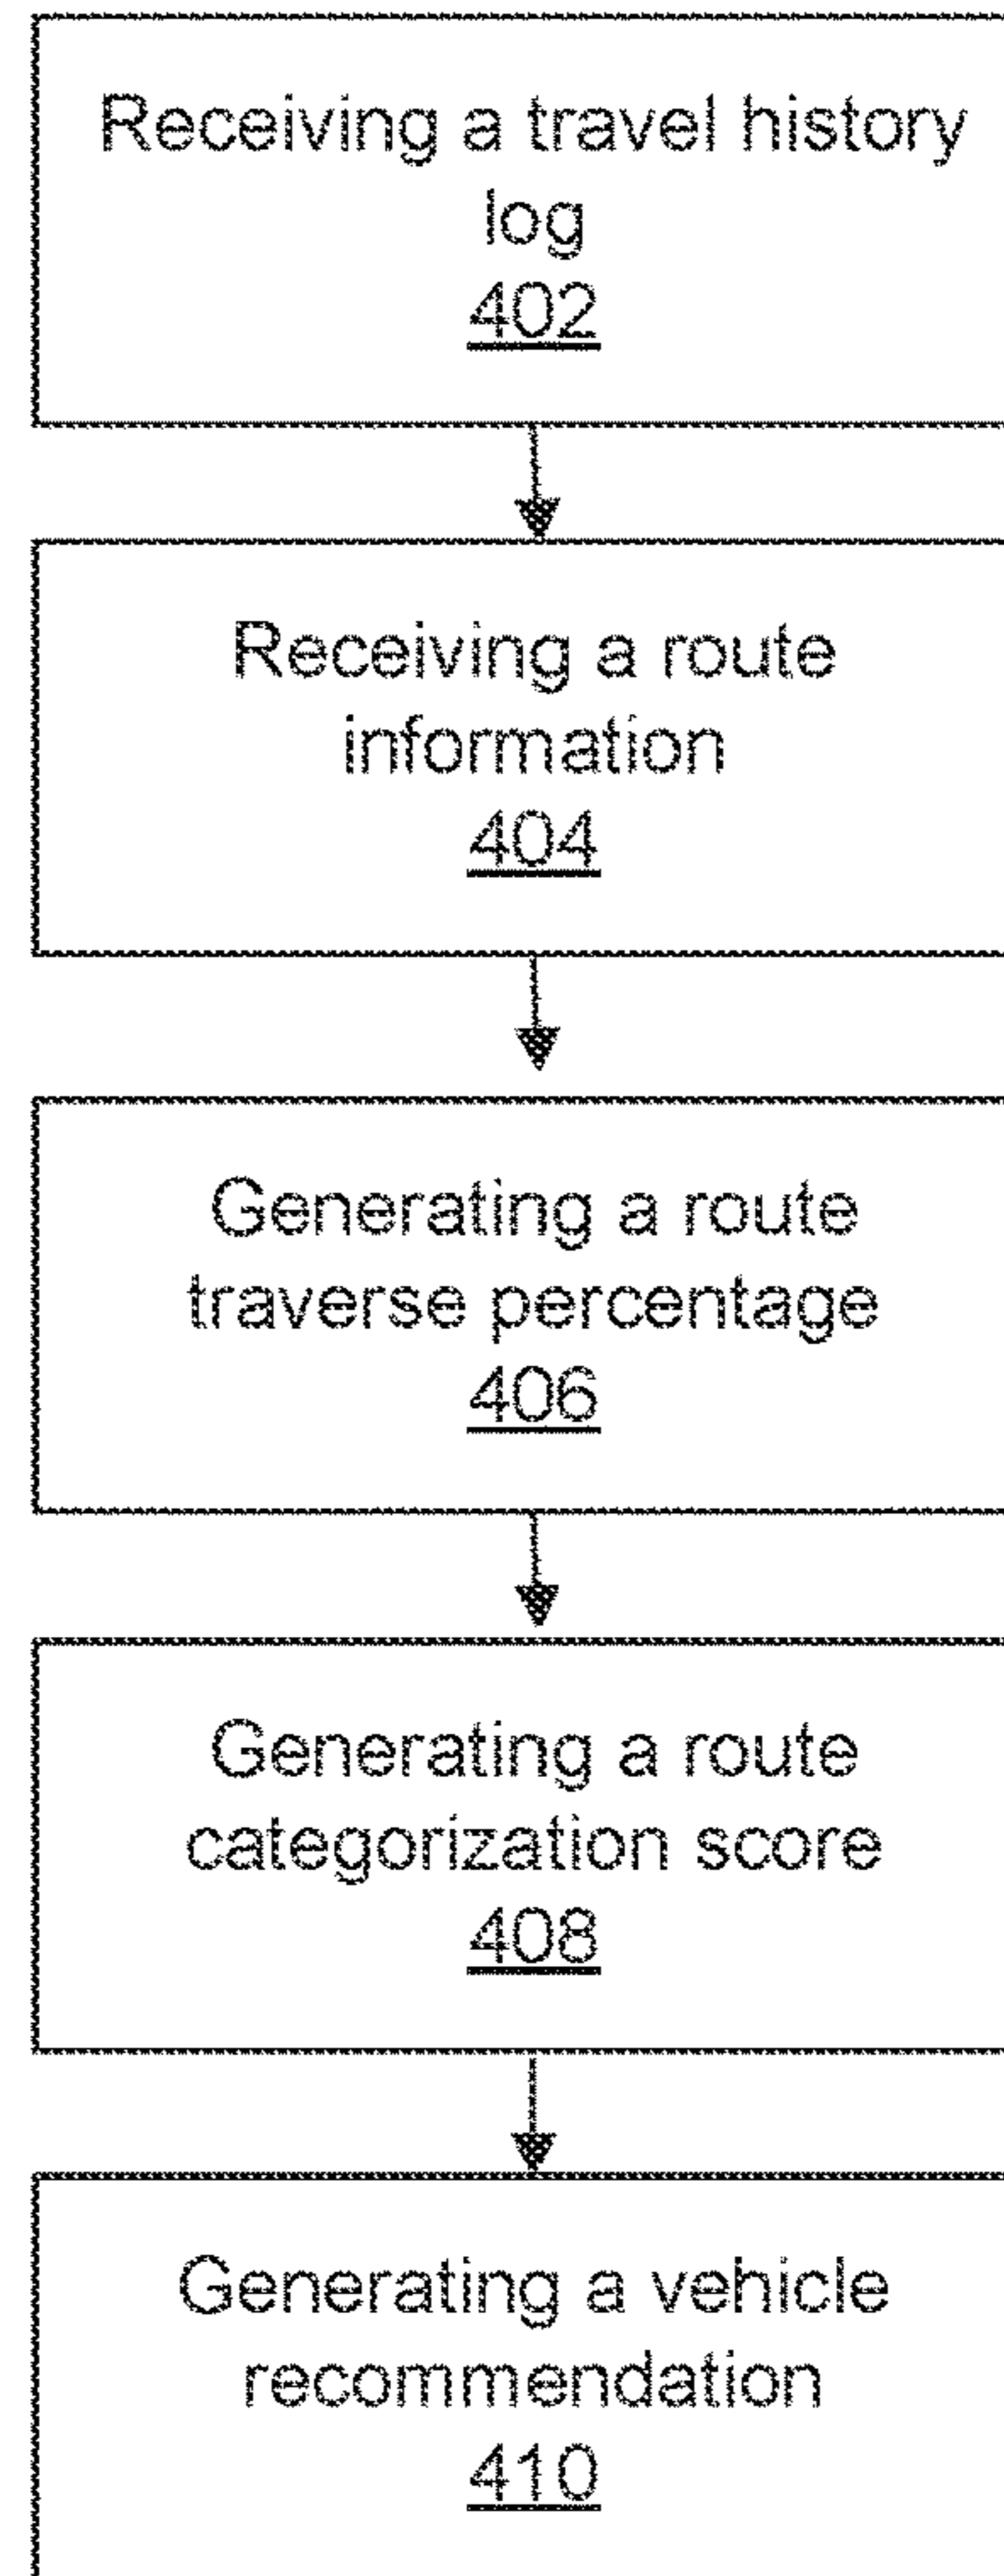 Receiving a travel history
log
402
Receiving a route
information
404
Generating a route
traverse percentage
406
Generating a route
categorization score
408
Generating a vehicle
recommendation
410